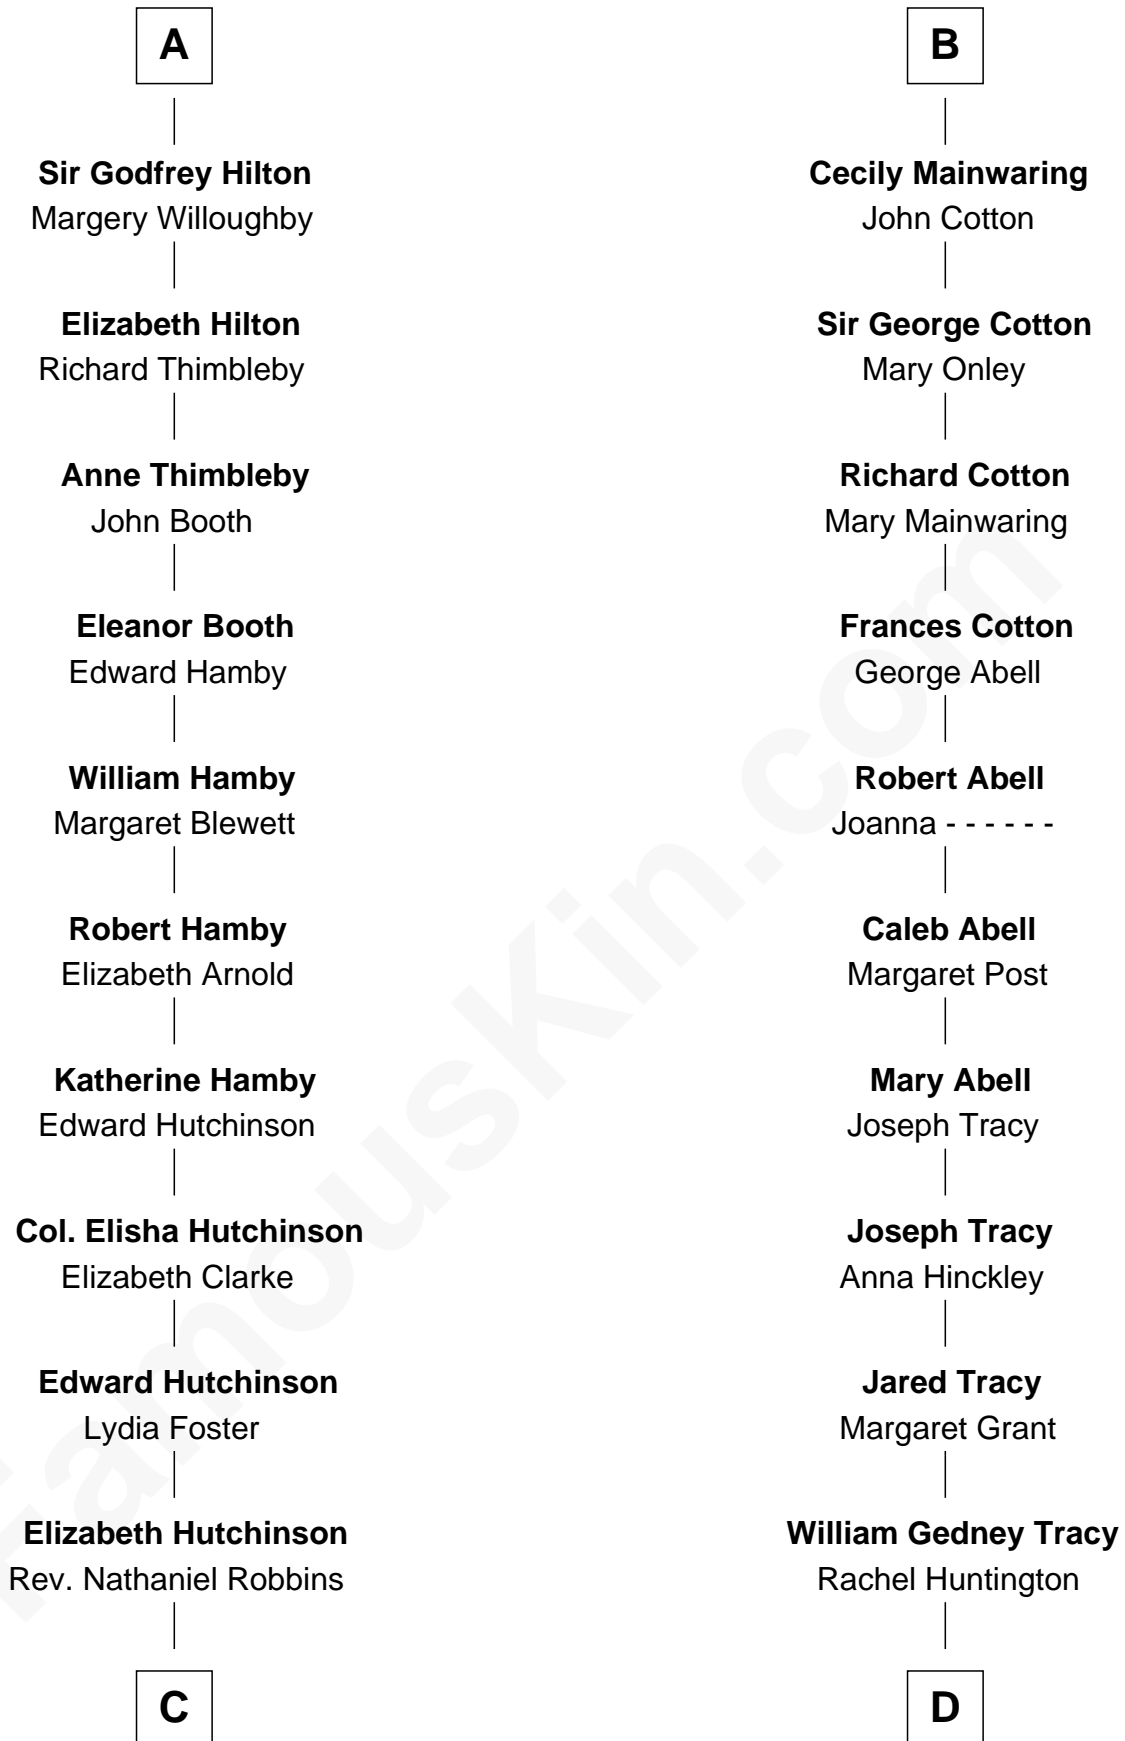 A
Sir Godfrey Hilton
Margery Willoughby
Elizabeth Hilton
Richard Thimbleby
Anne Thimbleby
John Booth
Eleanor Booth
Edward Hamby
William Hamby
Margaret Blewett
Robert Hamby
Elizabeth Arnold
Katherine Hamby
Edward Hutchinson
Col. Elisha Hutchinson
Elizabeth Clarke
Edward Hutchinson
Lydia Foster
Elizabeth Hutchinson
Rev. Nathaniel Robbins
C
B
Cecily Mainwaring
John Cotton
Sir George Cotton
Mary Onley
Richard Cotton
Mary Mainwaring
Frances Cotton
George Abell
Robert Abell
Joanna - - - - - -
Caleb Abell
Margaret Post
Mary Abell
Joseph Tracy
Joseph Tracy
Anna Hinckley
Jared Tracy
Margaret Grant
William Gedney Tracy
Rachel Huntington
D
FamousKin.com